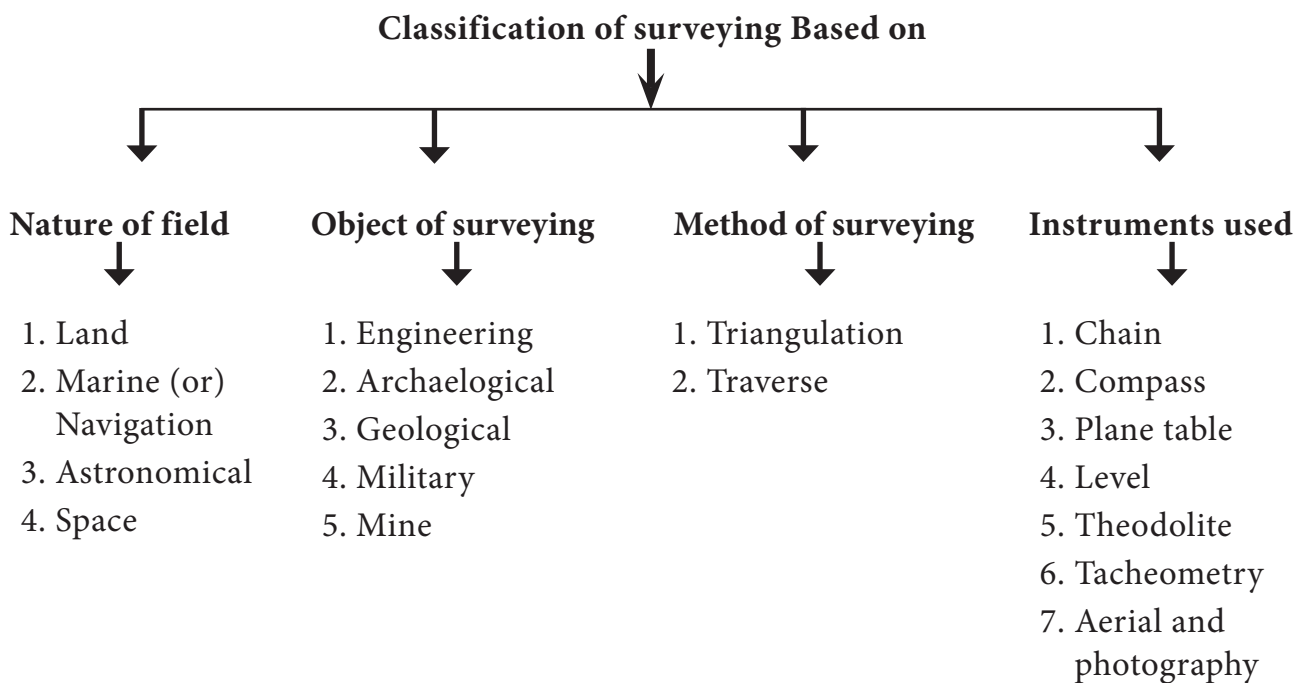 Classification of surveying Based on
Nature of field
Object of surveying
Method of surveying
Instruments used
1. Land
2. Marine (or)
Navigation
3. Astronomical
4. Space
1. Engineering
2. Archaelogical
3. Geological
4. Military
5. Mine
1. Triangulation
2. Traverse
1. Chain
2. Compass
3. Plane table
4. Level
5. Theodolite
6. Tacheometry
7. Aerial and
photography